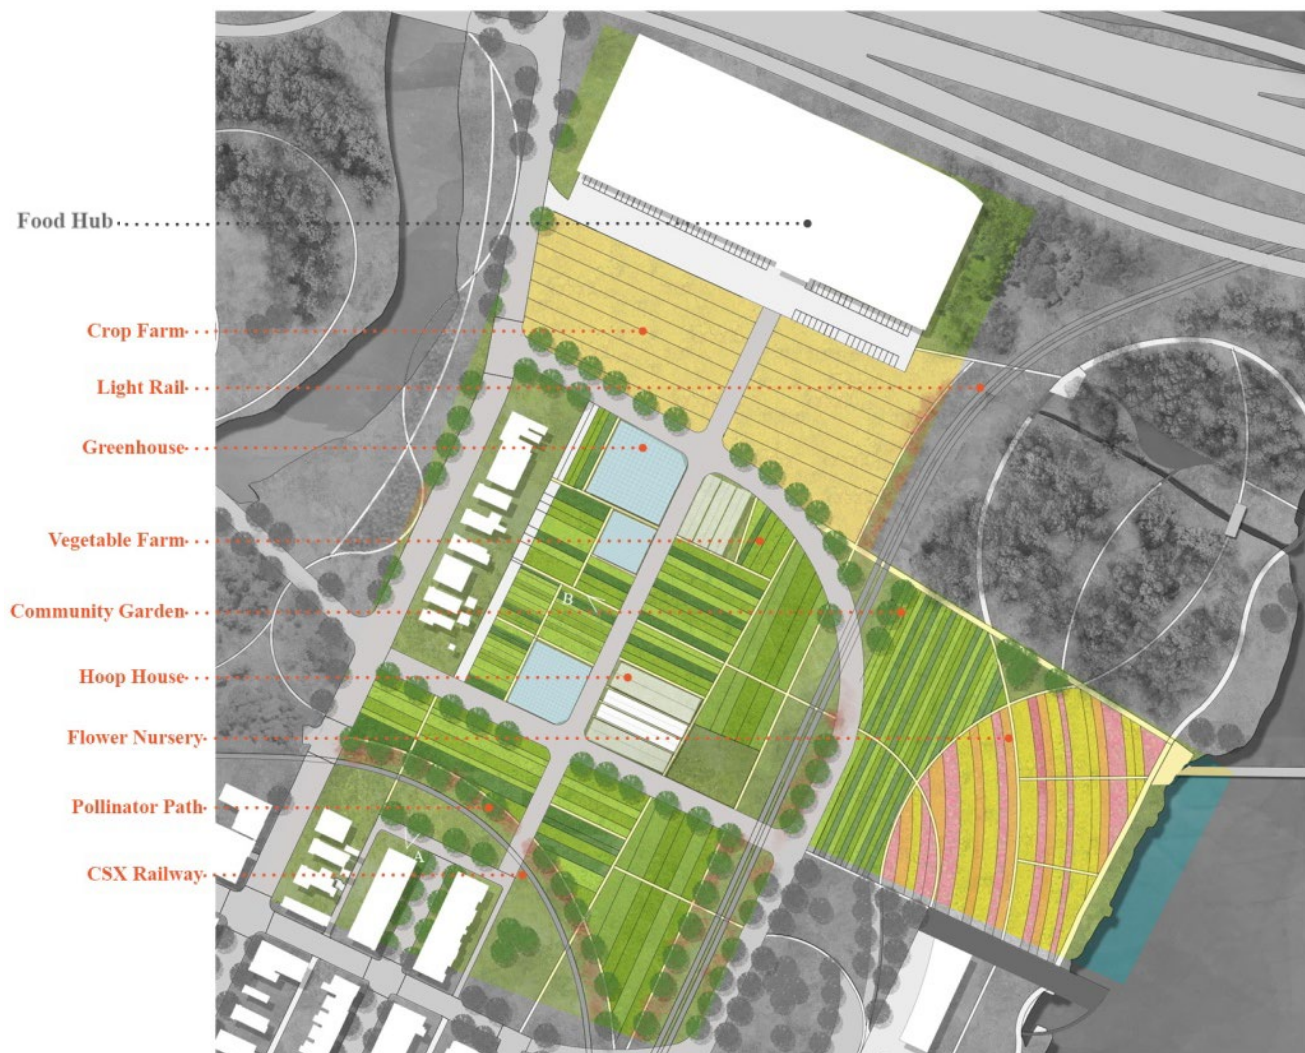 Food Hub
Crop Farm
Light Rail
Greenhouse
Vegetable Farm
B
Community Garden
Hoop House
Flower Nursery
Pollinator Path
A
CSX Railway